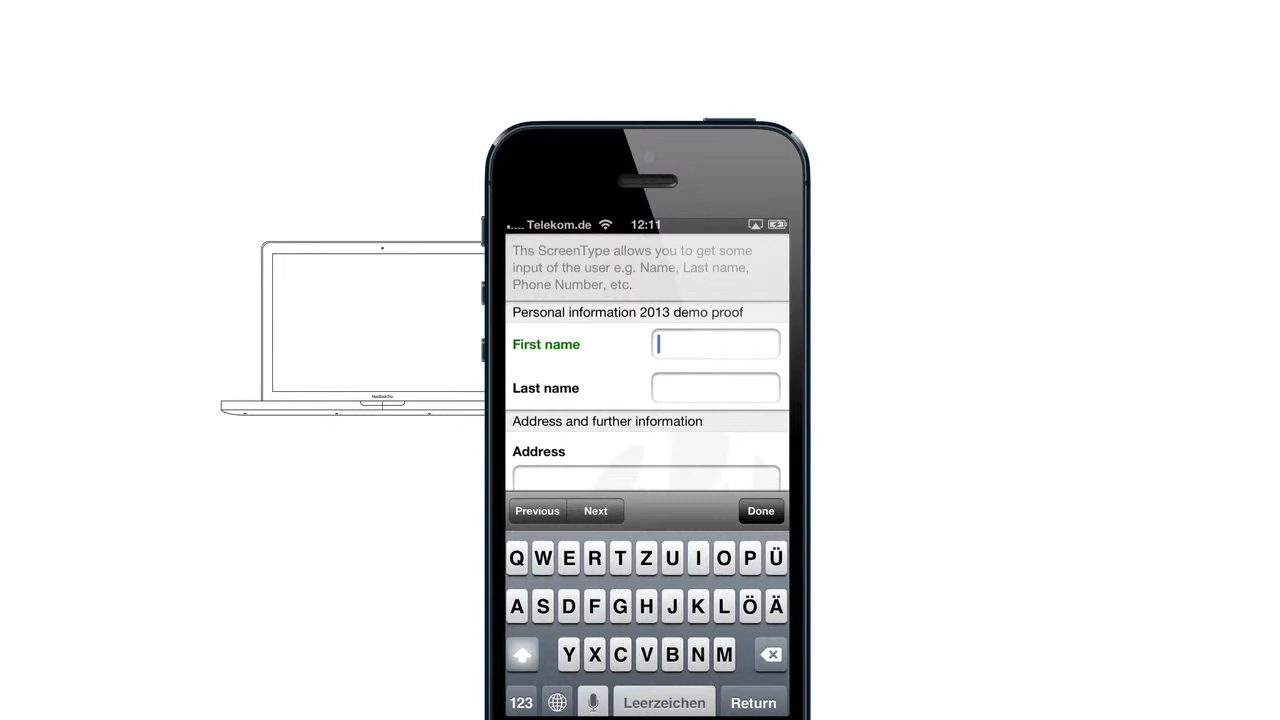 Telekom.de 12:11
Ths ScreenType allows you to get some
input of the user e.g. Name, Last name,
Phone Number, etc.
Personal information 2013 demo proof
First name
Last name
Address and further information
Address
Previous Next Done
Q W E R T Z U I O P Ü
A S D F G H J K L Ö Ä
Y X C V B N M
123 Leerzeichen Return
MacBook Pro